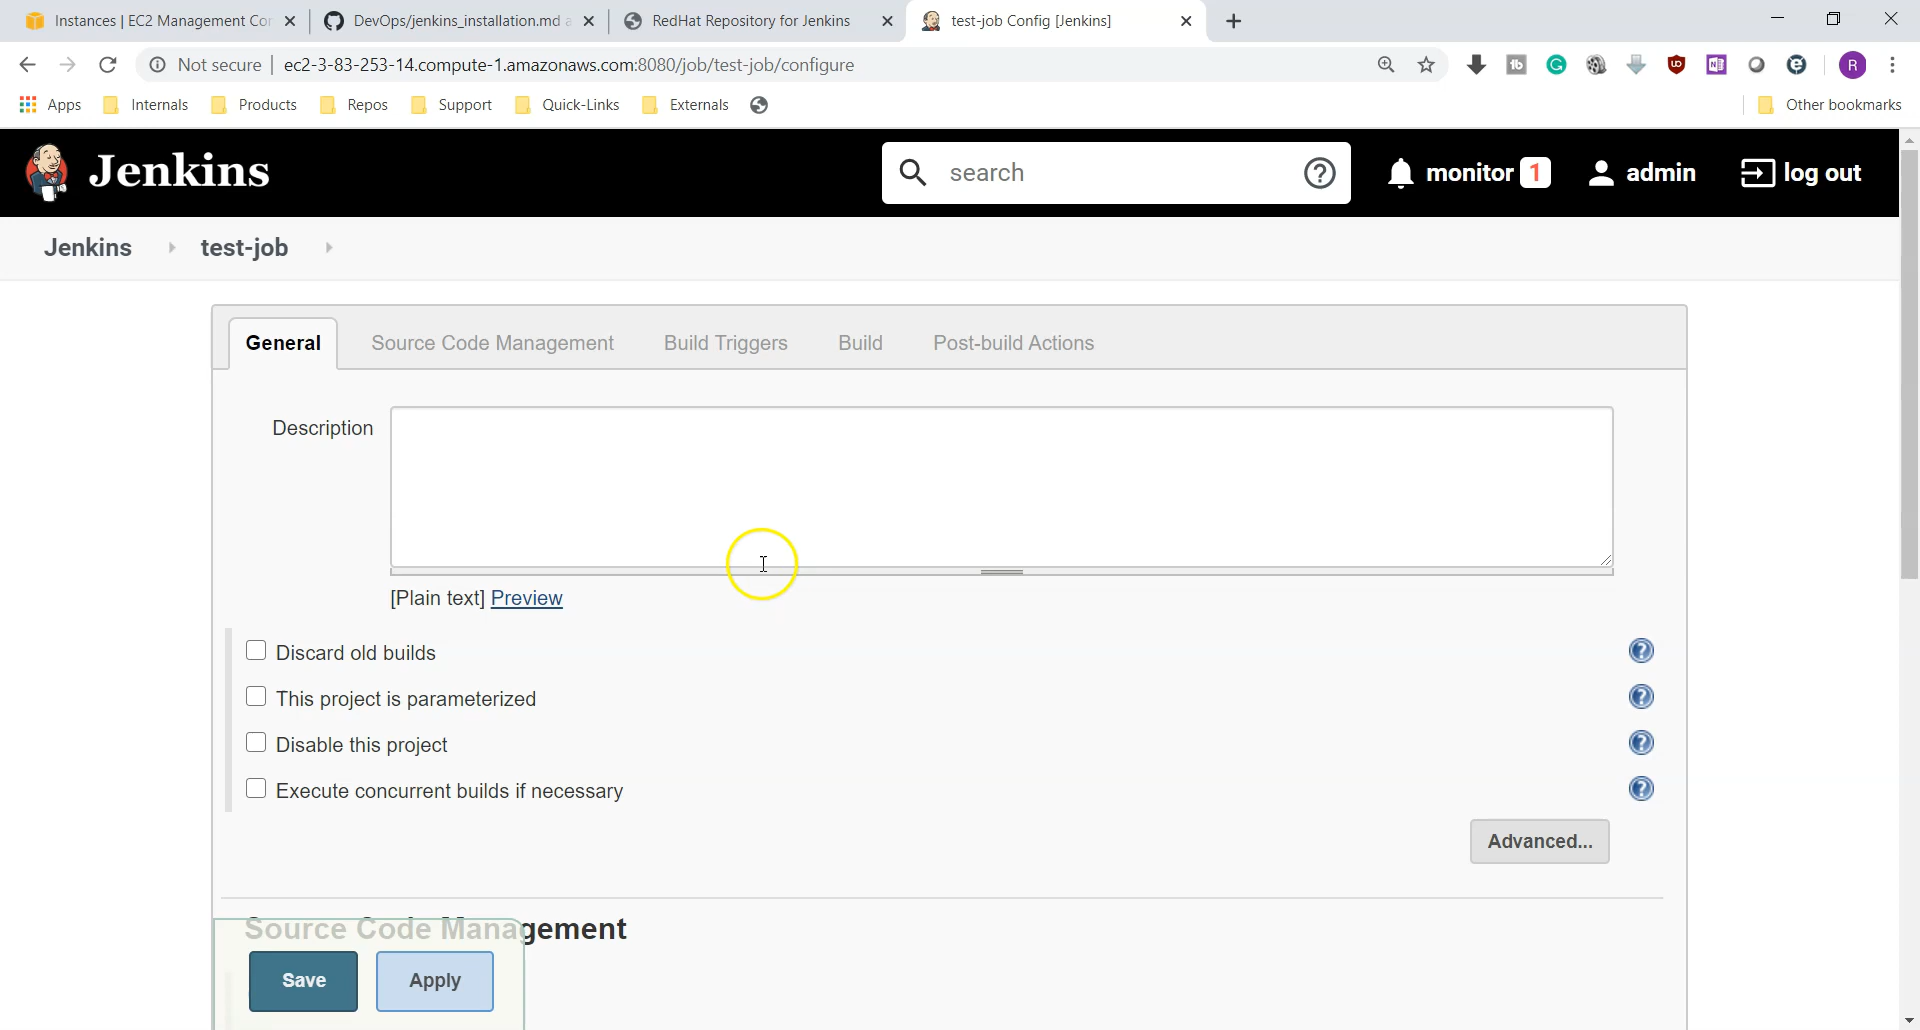 Instances | EC2 Management Con
DevOps/jenkins_installation.md a
RedHat Repository for Jenkins
test-job Config [Jenkins]
Not secure | ec2-3-83-253-14.compute-1.amazonaws.com:8080/job/test-job/configure
Apps Internals Products Repos Support Quick-Links Externals Other bookmarks
Jenkins search monitor 1 admin log out
Jenkins test-job
General Source Code Management Build Triggers Build Post-build Actions
Description
[Plain text] Preview
Discard old builds
This project is parameterized
Disable this project
Execute concurrent builds if necessary
Advanced...
Source Code Management
Save Apply